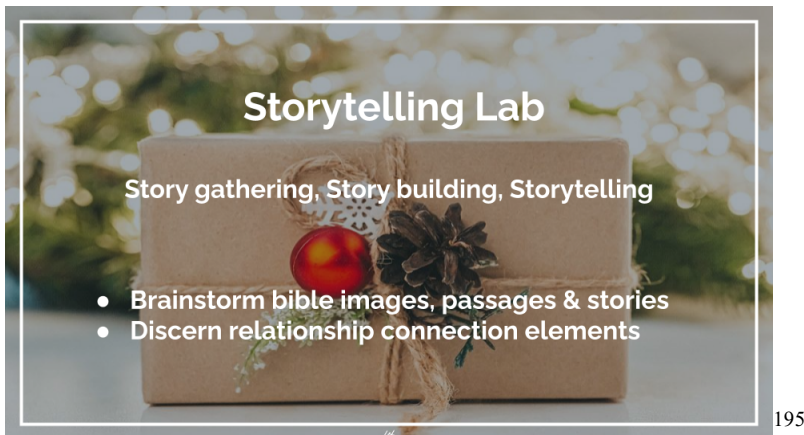 Storytelling Lab
Story gathering, Story building, Storytelling
● Brainstorm bible images, passages & stories
● Discern relationship connection elements
195